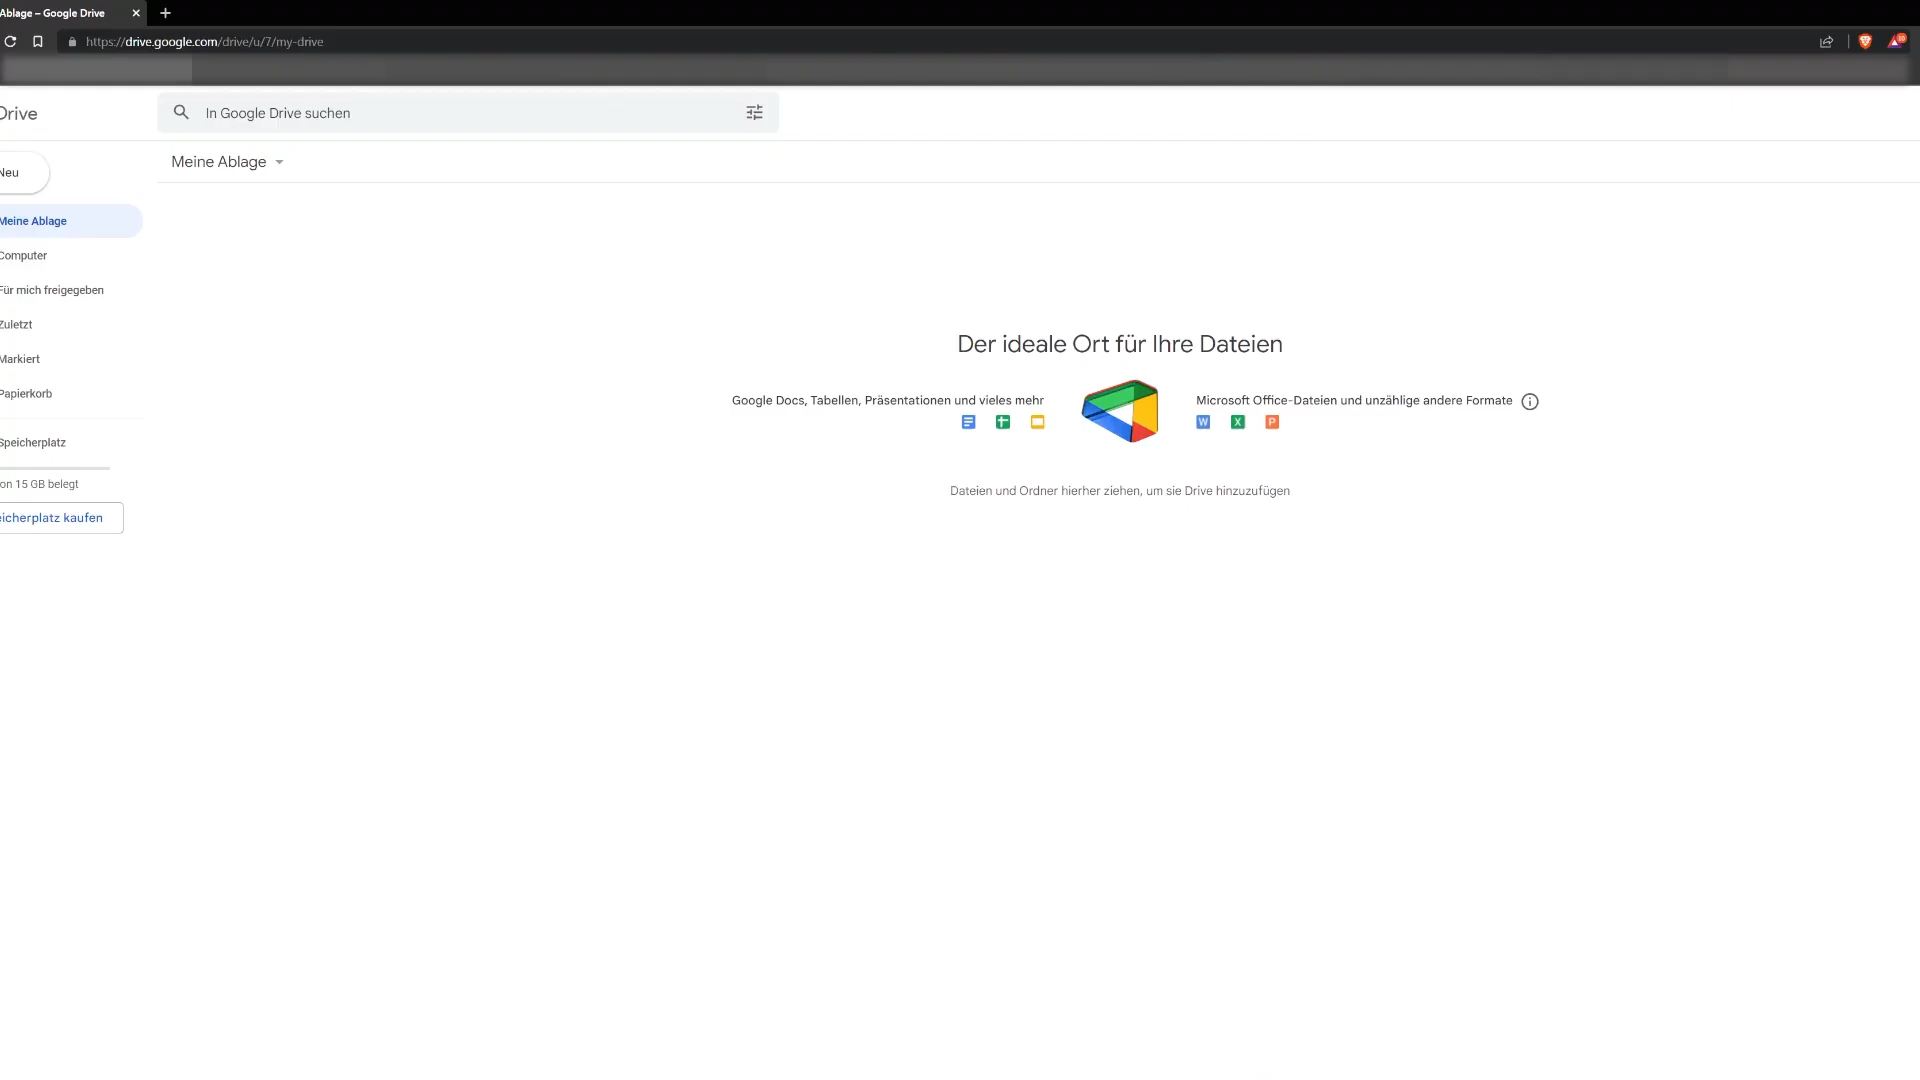 Ablage – Google Drive
https://drive.google.com/drive/u/7/my-drive
Drive
In Google Drive suchen
Neu
Meine Ablage
Meine Ablage
Computer
Für mich freigegeben
Zuletzt
Markiert
Papierkorb
Speicherplatz
on 15 GB belegt
eicherplatz kaufen
Der ideale Ort für Ihre Dateien
Google Docs, Tabellen, Präsentationen und vieles mehr
Microsoft Office-Dateien und unzählige andere Formate
W X P
Dateien und Ordner hierher ziehen, um sie Drive hinzuzufügen